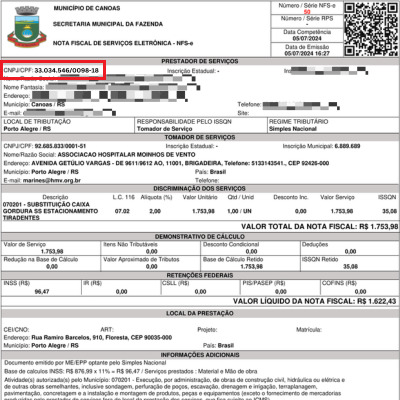 MUNICÍPIO DE CANOAS
SECRETARIA MUNICIPAL DA FAZENDA
NOTA FISCAL DE SERVIÇOS ELETRÔNICA - NFS-e
Número / Série NFS-e
50
Número / Série RPS
-
Data Competência
05/07/2024
Data de Emissão
05/07/2024 16:27
PRESTADOR DE SERVIÇOS
CNPJ/CPF: 33.034.546/0098-18
Inscrição Estadual: -
Inscrição
Nome Fantasia:
Endereço:
Município:
Canoas / RS
Telefone:
E-mail:
Site:
LOCAL DE TRIBUTAÇÃO
Porto Alegre / RS
RESPONSABILIDADE PELO ISSQN
Tomador de Serviço
REGIME TRIBUTÁRIO
Simples Nacional
TOMADOR DE SERVIÇOS
CNPJ/CPF: 92.685.833/0001-51 Inscrição Estadual: - Inscrição Municipal: 6.889.689
Nome/Razão Social: ASSOCIACAO HOSPITALAR MOINHOS DE VENTO
Endereço: AVENIDA GETÚLIO VARGAS - DE 9611/9612 AO, 11001, BRIGADEIRA, Telefone: 5133143541., CEP 92426-000
Município: Porto Alegre / RS País: Brasil
E-mail: marines@hmv.org.br Telefone: -
DISCRIMINAÇÃO DOS SERVIÇOS
Descrição L.C. 116 Alíquota (%) Valor Unitário Qtd / Unid Desconto Inc. Valor Serviço ISSQN
070201 - SUBSTITUIÇÃO CAIXA
GORDURA SS ESTACIONAMENTO 07.02 2,00 1.753,98 1,00 / UN 0,00 1.753,98 35,08
TIRADENTES
VALOR TOTAL DA NOTA FISCAL: R$ 1.753,98
DEMONSTRATIVO DE CÁLCULO
Valor de Serviço Itens Não Tributáveis Desconto Condicional Deduções
1.753,98 0,00 0,00 0,00
Redução na Base de Cálculo Valor Aproximado de Tributos Base de Cálculo Retido ISSQN Retido
0,00 0,00 1.753,98 35,08
RETENÇÕES FEDERAIS
INSS (R$) IR (R$) CSLL (R$) PIS/PASEP (R$) COFINS (R$)
96,47 0,00 0,00 0,00 0,00
VALOR LÍQUIDO DA NOTA FISCAL: R$ 1.622,43
LOCAL DA PRESTAÇÃO
CEI/CNO: ART: Projeto: Matrícula:
Endereço: Rua Ramiro Barcelos, 910, Floresta, CEP 90035-000
Município: Porto Alegre / RS País: Brasil
INFORMAÇÕES ADICIONAIS
Documento emitido por ME/EPP optante pelo Simples Nacional
Base de calculos INSS: R$ 876,99 x 11% = R$ 96,47 / Serviços prestados : Material e Mão de obra
Atividade(s) autorizada(s) pelo Município: 070201 - Execução, por administração, de obras de construção civil, hidráulica ou elétrica e
de outras obras semelhantes, inclusive sondagem, perfuração de poços, escavação, drenagem e irrigação, terraplanagem,
pavimentação, concretagem e a instalação e montagem de produtos, peças e equipamentos (exceto o fornecimento de mercadorias